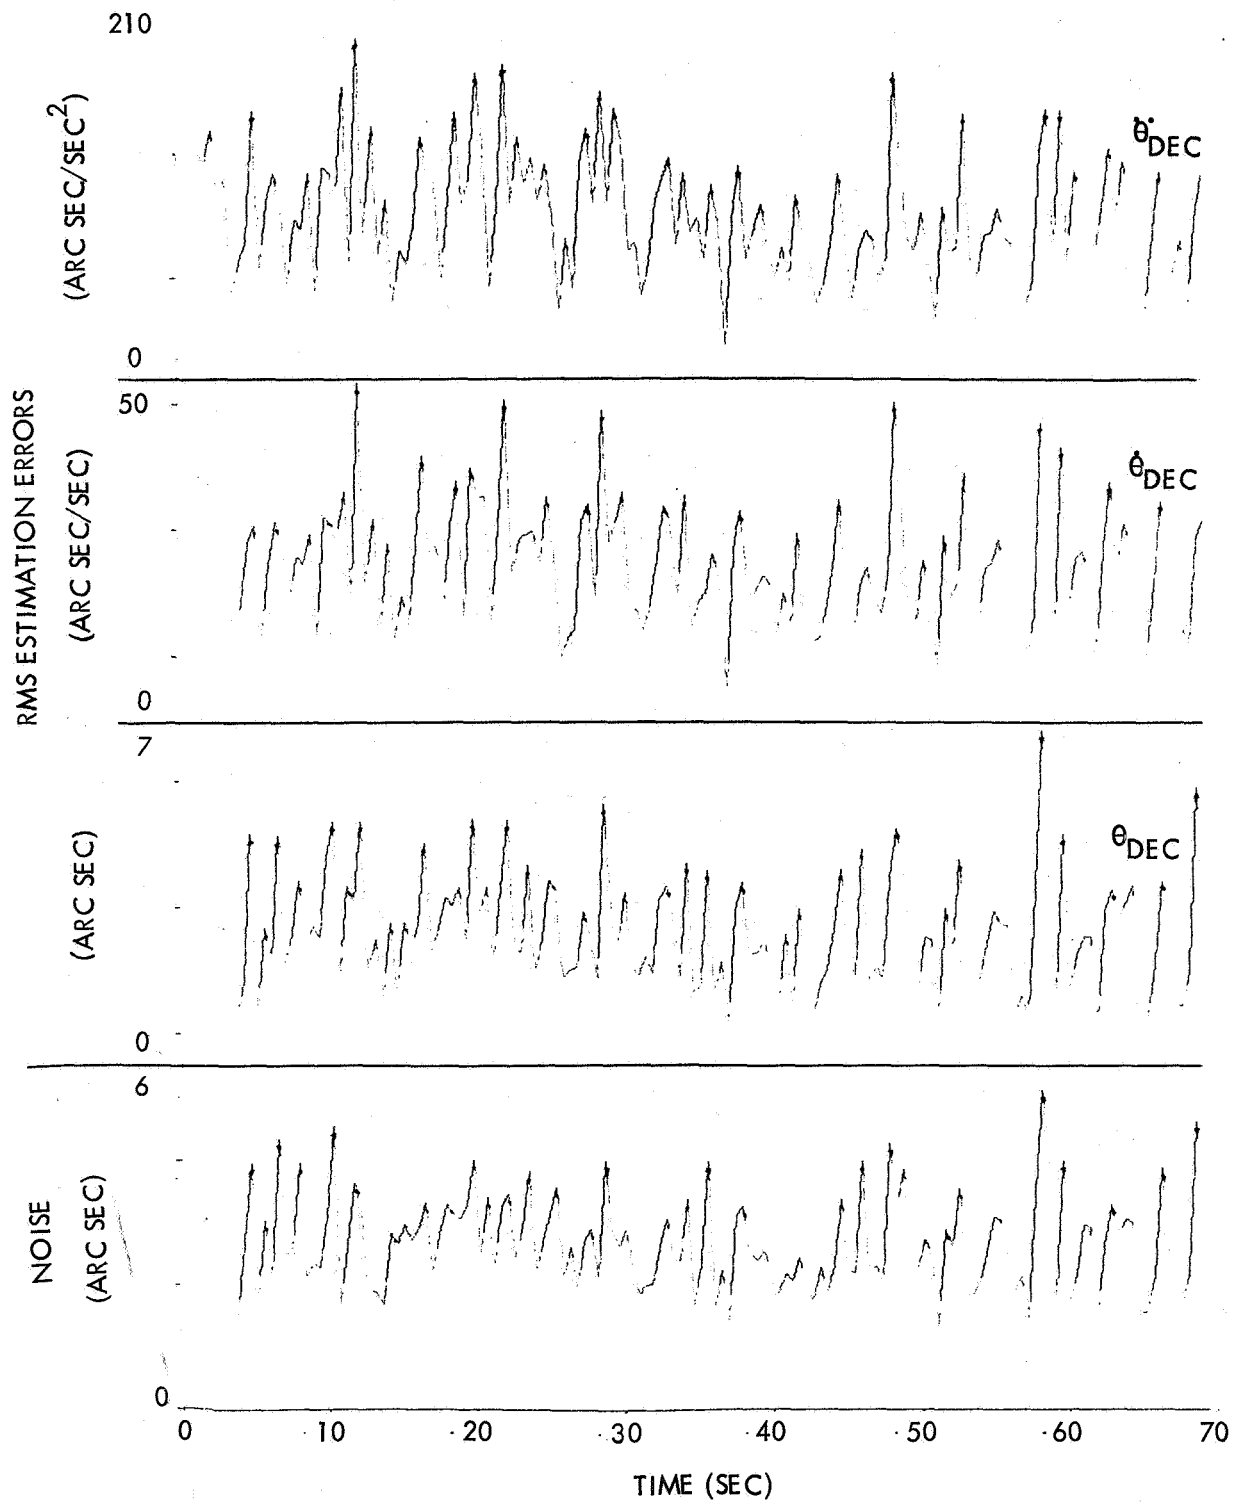 210
(ARC SEC/SEC²)
θ̈DEC
0
RMS ESTIMATION ERRORS
50
(ARC SEC/SEC)
θ̇DEC
0
7
(ARC SEC)
θDEC
0
6
NOISE
(ARC SEC)
0
0 10 20 30 40 50 60 70
TIME (SEC)